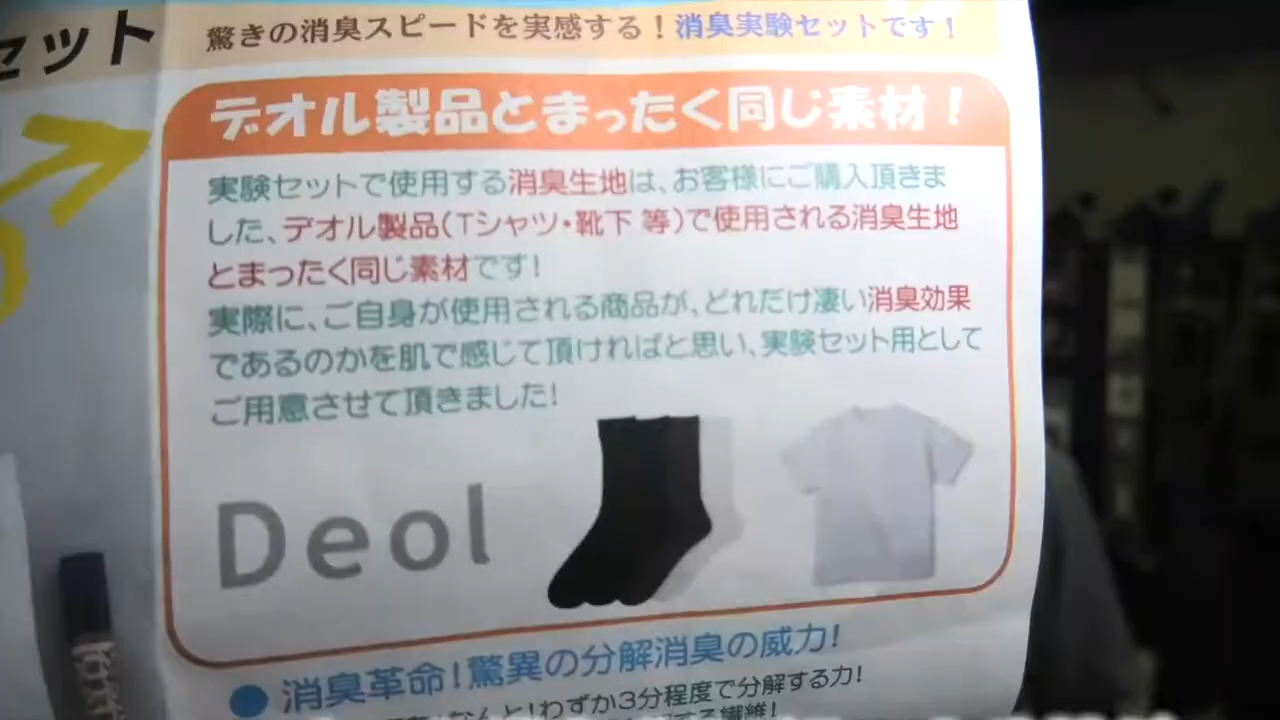 セット
驚きの消臭スピードを実感する!消臭実験セットです!
デオル製品とまったく同じ素材!
実験セットで使用する消臭生地は、お客様にご購入頂きま
した、デオル製品(Tシャツ・靴下 等)で使用される消臭生地
とまったく同じ素材です!
実際に、ご自身が使用される商品が、どれだけ凄い消臭効果
であるのかを肌で感じて頂ければと思い、実験セット用として
ご用意させて頂きました!
Deol
● 消臭革命!驚異の分解消臭の威力!
なんと!わずか3分程度で分解する力!
する繊維!